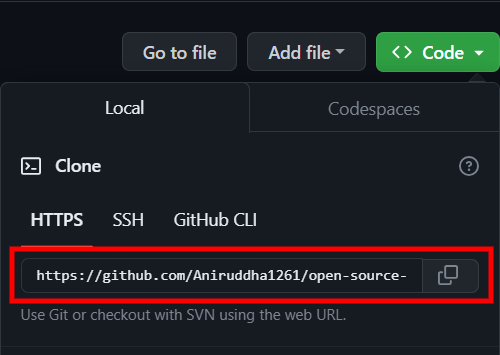 Go to file Add file Code
Local Codespaces
Clone
HTTPS SSH GitHub CLI
https://github.com/Aniruddha1261/open-source-
Use Git or checkout with SVN using the web URL.